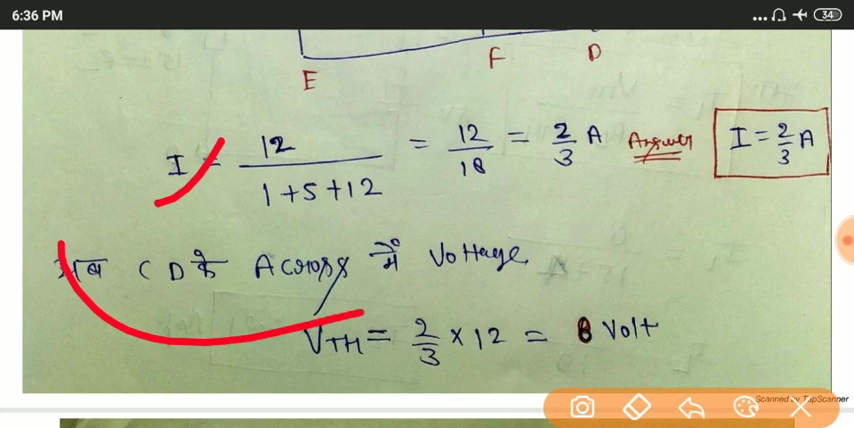 6:36 PM ... 34
F D
E
I = 12 / 1+5+12 = 12/18 = 2/3 A Answer I = 2/3 A
अब CD के Across में Voltage
VTH = 2/3 × 12 = 8 Volt
Scanned by TapScanner